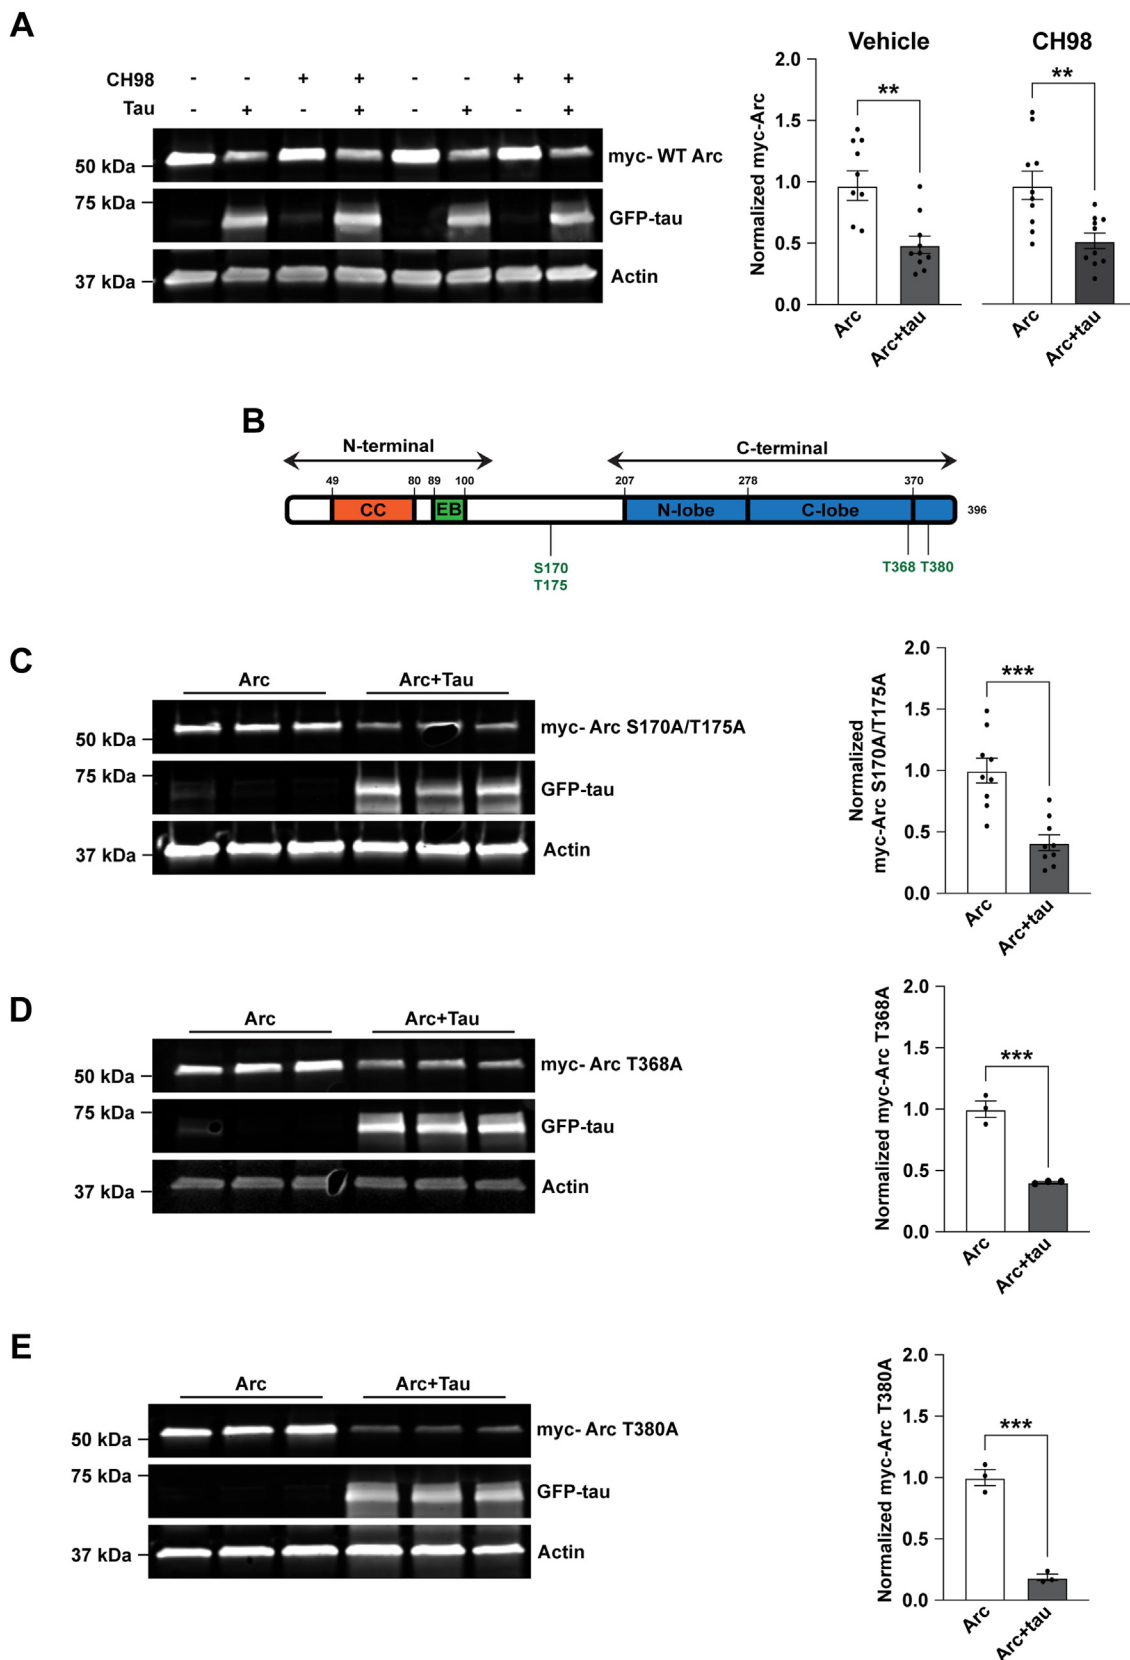 A
CH98 - - + + - - + +
Tau - + - + - + - +
50 kDa
myc- WT Arc
75 kDa
GFP-tau
37 kDa
Actin
Vehicle
CH98
Normalized myc-Arc
2.0
1.5
1.0
0.5
0.0
**
**
Arc
Arc+tau
Arc
Arc+tau
B
N-terminal
C-terminal
49 80 89 100 207 278 370
CC EB N-lobe C-lobe 396
S170
T175
T368 T380
C
Arc Arc+Tau
50 kDa
myc- Arc S170A/T175A
75 kDa
GFP-tau
37 kDa
Actin
Normalized
myc-Arc S170A/T175A
2.0
1.5
1.0
0.5
0.0
***
Arc
Arc+tau
D
Arc Arc+Tau
50 kDa
myc- Arc T368A
75 kDa
GFP-tau
37 kDa
Actin
Normalized myc-Arc T368A
2.0
1.5
1.0
0.5
0.0
***
Arc
Arc+tau
E
Arc Arc+Tau
50 kDa
myc- Arc T380A
75 kDa
GFP-tau
37 kDa
Actin
Normalized myc-Arc T380A
2.0
1.5
1.0
0.5
0.0
***
Arc
Arc+tau